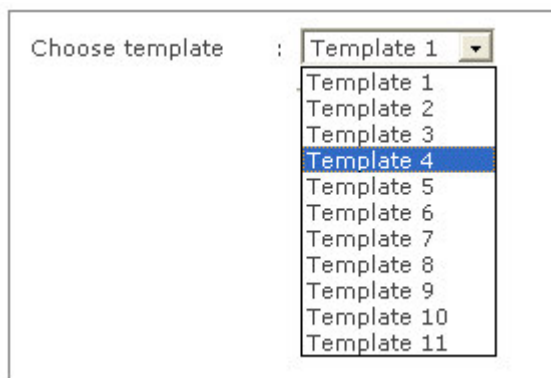 Choose template : Template 1
Template 1
Template 2
Template 3
Template 4
Template 5
Template 6
Template 7
Template 8
Template 9
Template 10
Template 11